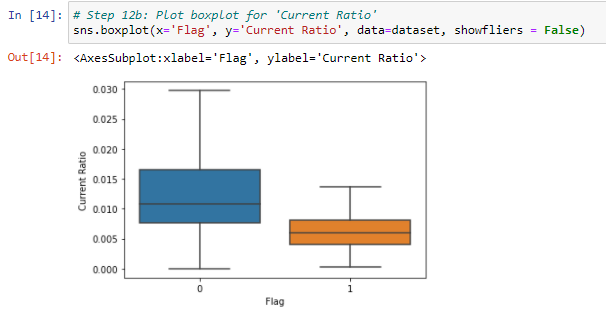 In [14]: # Step 12b: Plot boxplot for 'Current Ratio'
sns.boxplot(x='Flag', y='Current Ratio', data=dataset, showfliers = False)
Out[14]: <AxesSubplot:xlabel='Flag', ylabel='Current Ratio'>
0.030
0.025
0.020
0.015
0.010
0.005
0.000
Current Ratio
0 1
Flag